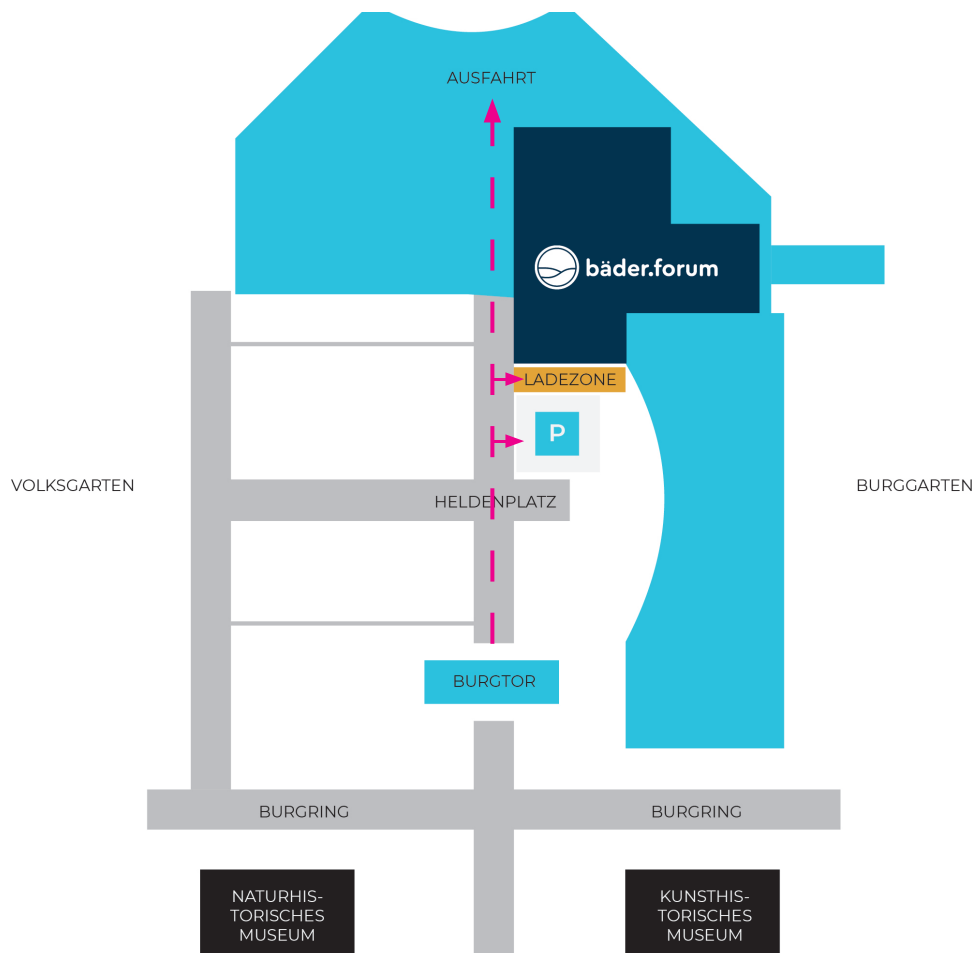 AUSFAHRT
bäder.forum
LADEZONE
P
VOLKSGARTEN
BURGGARTEN
HELDENPLATZ
BURGTOR
BURGRING
BURGRING
NATURHIS-
TORISCHES
MUSEUM
KUNSTHIS-
TORISCHES
MUSEUM